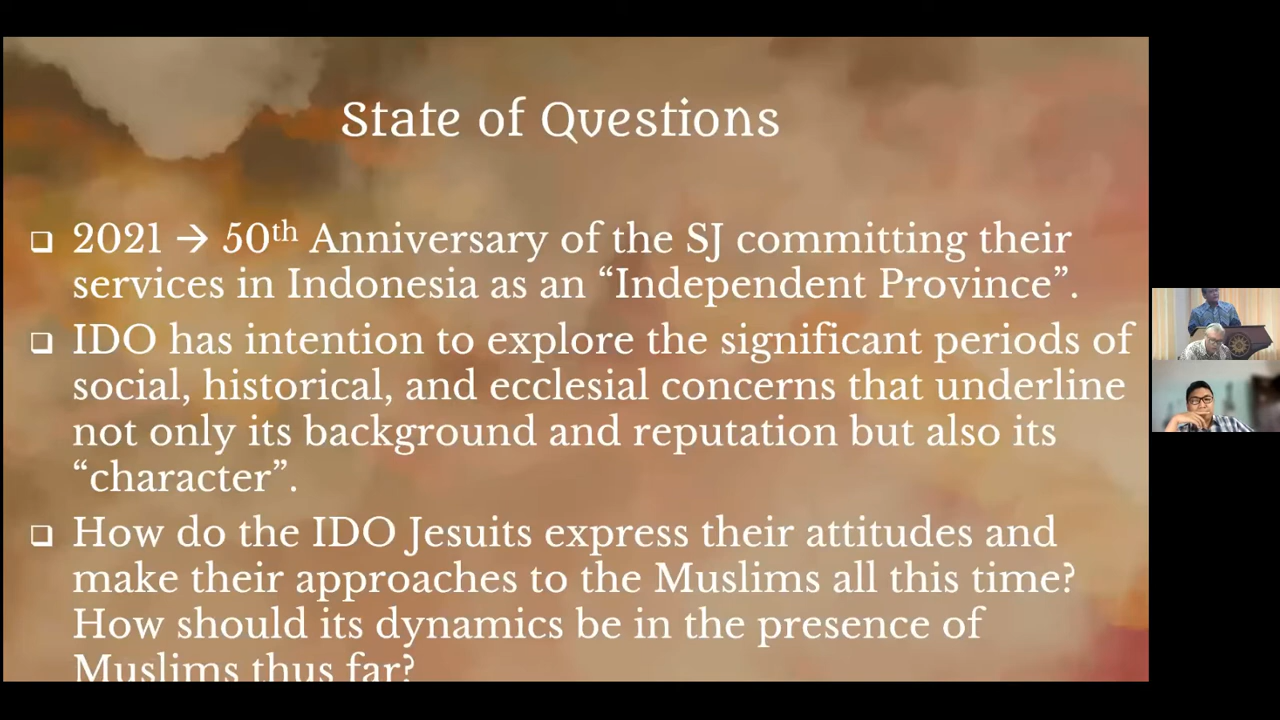 State of Questions
❑ 2021 → 50th Anniversary of the SJ committing their
services in Indonesia as an “Independent Province”.
❑ IDO has intention to explore the significant periods of
social, historical, and ecclesial concerns that underline
not only its background and reputation but also its
“character”.
❑ How do the IDO Jesuits express their attitudes and
make their approaches to the Muslims all this time?
How should its dynamics be in the presence of
Muslims thus far?